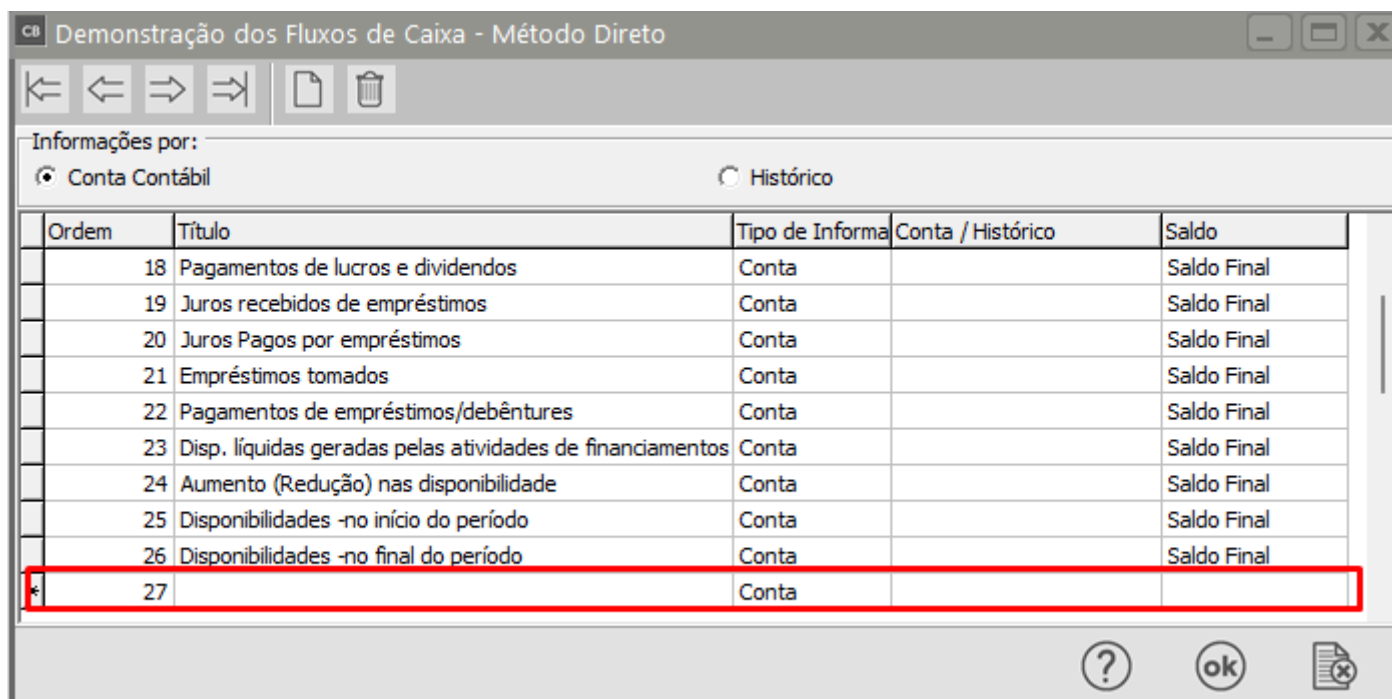 CB Demonstração dos Fluxos de Caixa - Método Direto
Informações por:
Conta Contábil Histórico
Ordem Título Tipo de Informa Conta / Histórico Saldo
18 Pagamentos de lucros e dividendos Conta Saldo Final
19 Juros recebidos de empréstimos Conta Saldo Final
20 Juros Pagos por empréstimos Conta Saldo Final
21 Empréstimos tomados Conta Saldo Final
22 Pagamentos de empréstimos/debêntures Conta Saldo Final
23 Disp. líquidas geradas pelas atividades de financiamentos Conta Saldo Final
24 Aumento (Redução) nas disponibilidade Conta Saldo Final
25 Disponibilidades -no início do período Conta Saldo Final
26 Disponibilidades -no final do período Conta Saldo Final
* 27 Conta
? ok